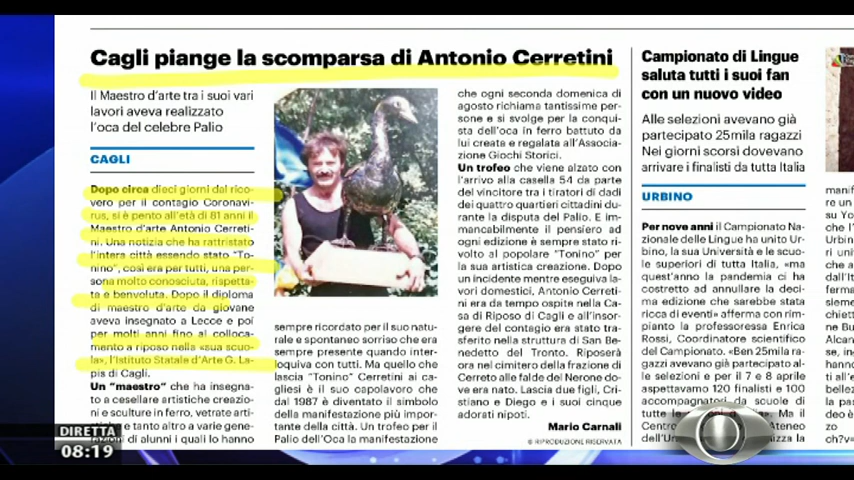 Cagli piange la scomparsa di Antonio Cerretini
Il Maestro d'arte tra i suoi vari
lavori aveva realizzato
l'oca del celebre Palio
CAGLI
Dopo circa dieci giorni dal rico-
vero per il contagio Coronavi-
rus, si è pento all'età di 81 anni il
Maestro d'arte Antonio Cerreti-
ni. Una notizia che ha rattristato
l'intera città essendo stato "To-
nino", così era per tutti, una per-
sona molto conosciuta, rispetta-
ta e benvoluta. Dopo il diploma
di maestro d'arte da giovane
aveva insegnato a Lecce e poi
per molti anni fino al colloca-
mento a riposo nella «sua scuo-
la», l'Istituto Statale d'Arte G. La-
pis di Cagli.
Un "maestro" che ha insegna-
to a cesellare artistiche creazio-
ni e sculture in ferro, vetrate arti-
stiche e tanto altro a varie gene-
razioni di alunni i quali lo hanno
sempre ricordato per il suo natu-
rale e spontaneo sorriso che era
sempre presente quando inter-
loquiva con tutti. Ma quello che
lascia "Tonino" Cerretini ai ca-
gliesi è il suo capolavoro che
dal 1987 è diventato il simbolo
della manifestazione più impor-
tante della città. Un trofeo per il
Palio dell'Oca la manifestazione
che ogni seconda domenica di
agosto richiama tantissime per-
sone e si svolge per la conqui-
sta dell'oca in ferro battuto da
lui creata e regalata all'Associa-
zione Giochi Storici.
Un trofeo che viene alzato con
l'arrivo alla casella 54 da parte
del vincitore tra i tiratori di dadi
dei quattro quartieri cittadini du-
rante la disputa del Palio. E im-
mancabilmente il pensiero ad
ogni edizione è sempre stato ri-
volto al popolare "Tonino" per
la sua artistica creazione. Dopo
un incidente mentre eseguiva la-
vori domestici, Antonio Cerreti-
ni era da tempo ospite nella Ca-
sa di Riposo di Cagli e all'insor-
gere del contagio era stato tra-
sferito nella struttura di San Be-
nedetto del Tronto. Riposerà
ora nel cimitero della frazione di
Cerreto alle falde del Nerone do-
ve era nato. Lascia due figli, Cri-
stiano e Diego e i suoi cinque
adorati nipoti.
Mario Carnali
© RIPRODUZIONE RISERVATA
Campionato di Lingue
saluta tutti i suoi fan
con un nuovo video
Alle selezioni avevano già
partecipato 25mila ragazzi
Nei giorni scorsi dovevano
arrivare i finalisti da tutta Italia
URBINO
Per nove anni il Campionato Na-
zionale delle Lingue ha unito Ur-
bino, la sua Università e le scuo-
le superiori di tutta Italia, «ma
quest'anno la pandemia ci ha
costretto ad annullare la deci-
ma edizione che sarebbe stata
ricca di eventi» afferma con rim-
pianto la professoressa Enrica
Rossi, Coordinatore scientifico
del Campionato. «Ben 25mila ra-
gazzi avevano già partecipato al-
le selezioni e per il 7 e 8 aprile
aspettavamo 120 finalisti e 100
accompagnatori da scuole di
tutte le
Centro Ateneo
dell'Ur
DIRETTA
08:19